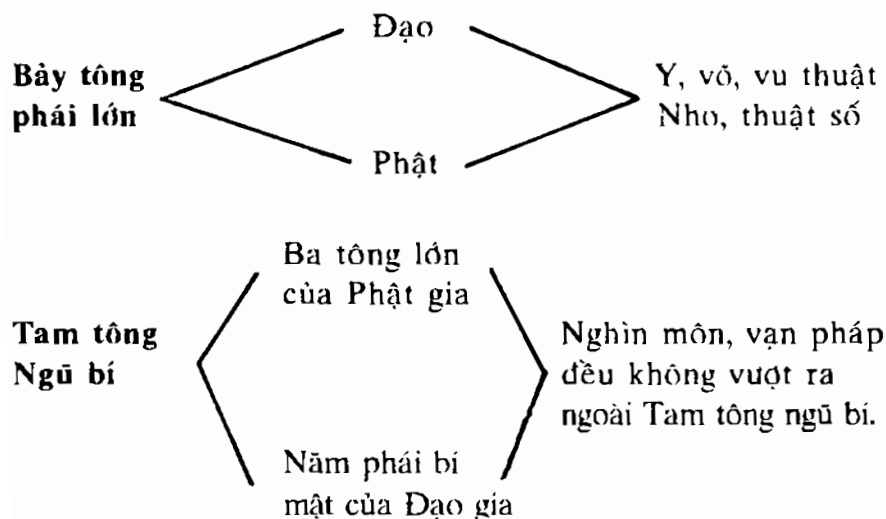 Đạo
Bảy tông
phái lớn
Y, võ, vu thuật
Nho, thuật số
Phật
Ba tông lớn
của Phật gia
Tam tông
Ngũ bí
Nghìn môn, vạn pháp
đều không vượt ra
ngoài Tam tông ngũ bí.
Năm phái bí
mật của Đạo gia